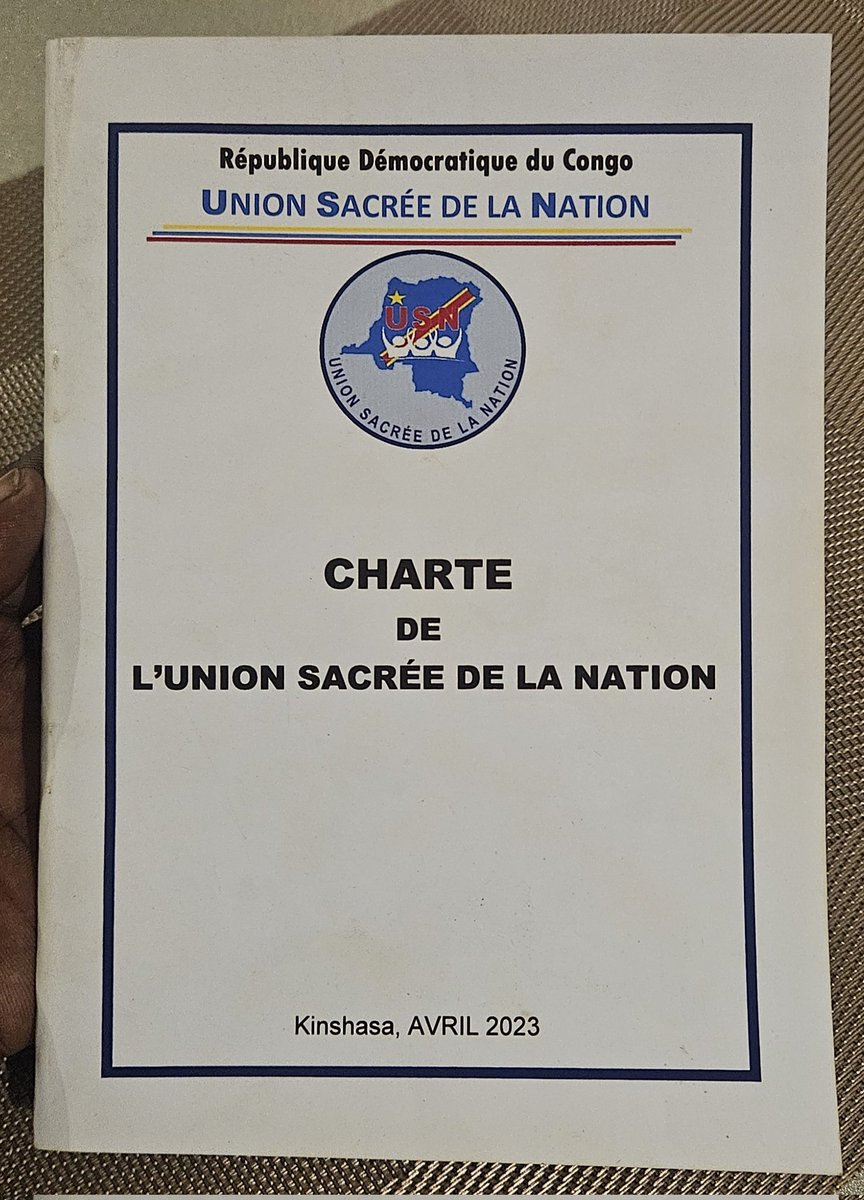 République Démocratique du Congo
UNION SACRÉE DE LA NATION
USN
UNION SACRÉE DE LA NATION
CHARTE
DE
L'UNION SACRÉE DE LA NATION
Kinshasa, AVRIL 2023